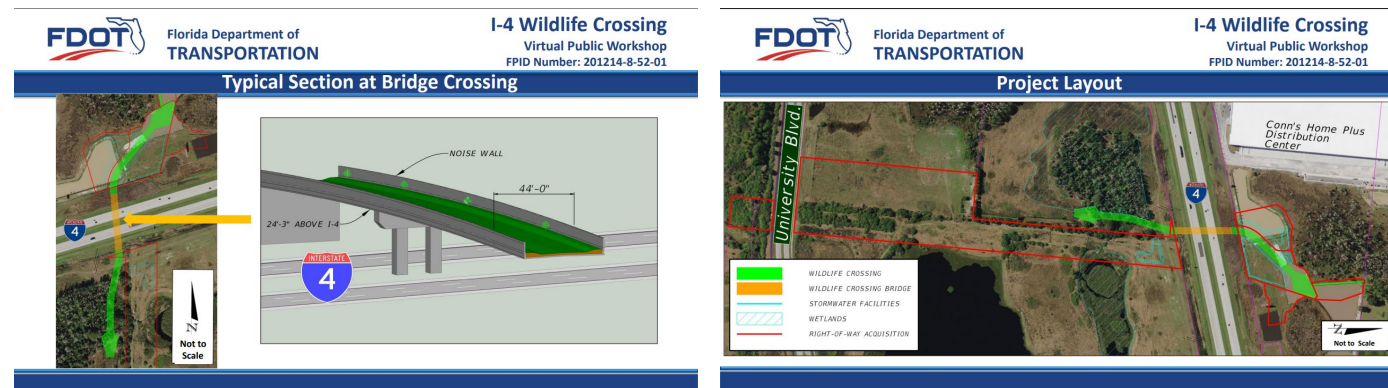 FDOT
Florida Department of
TRANSPORTATION
I-4 Wildlife Crossing
Virtual Public Workshop
FPID Number: 201214-8-52-01
Typical Section at Bridge Crossing
4
N
Not to
Scale
NOISE WALL
44'-0"
24'-3" ABOVE I-4
INTERSTATE
4
FDOT
Florida Department of
TRANSPORTATION
I-4 Wildlife Crossing
Virtual Public Workshop
FPID Number: 201214-8-52-01
Project Layout
University Blvd.
4
Conn's Home Plus
Distribution
Center
WILDLIFE CROSSING
WILDLIFE CROSSING BRIDGE
STORMWATER FACILITIES
WETLANDS
RIGHT-OF-WAY ACQUISITION
N
Not to Scale